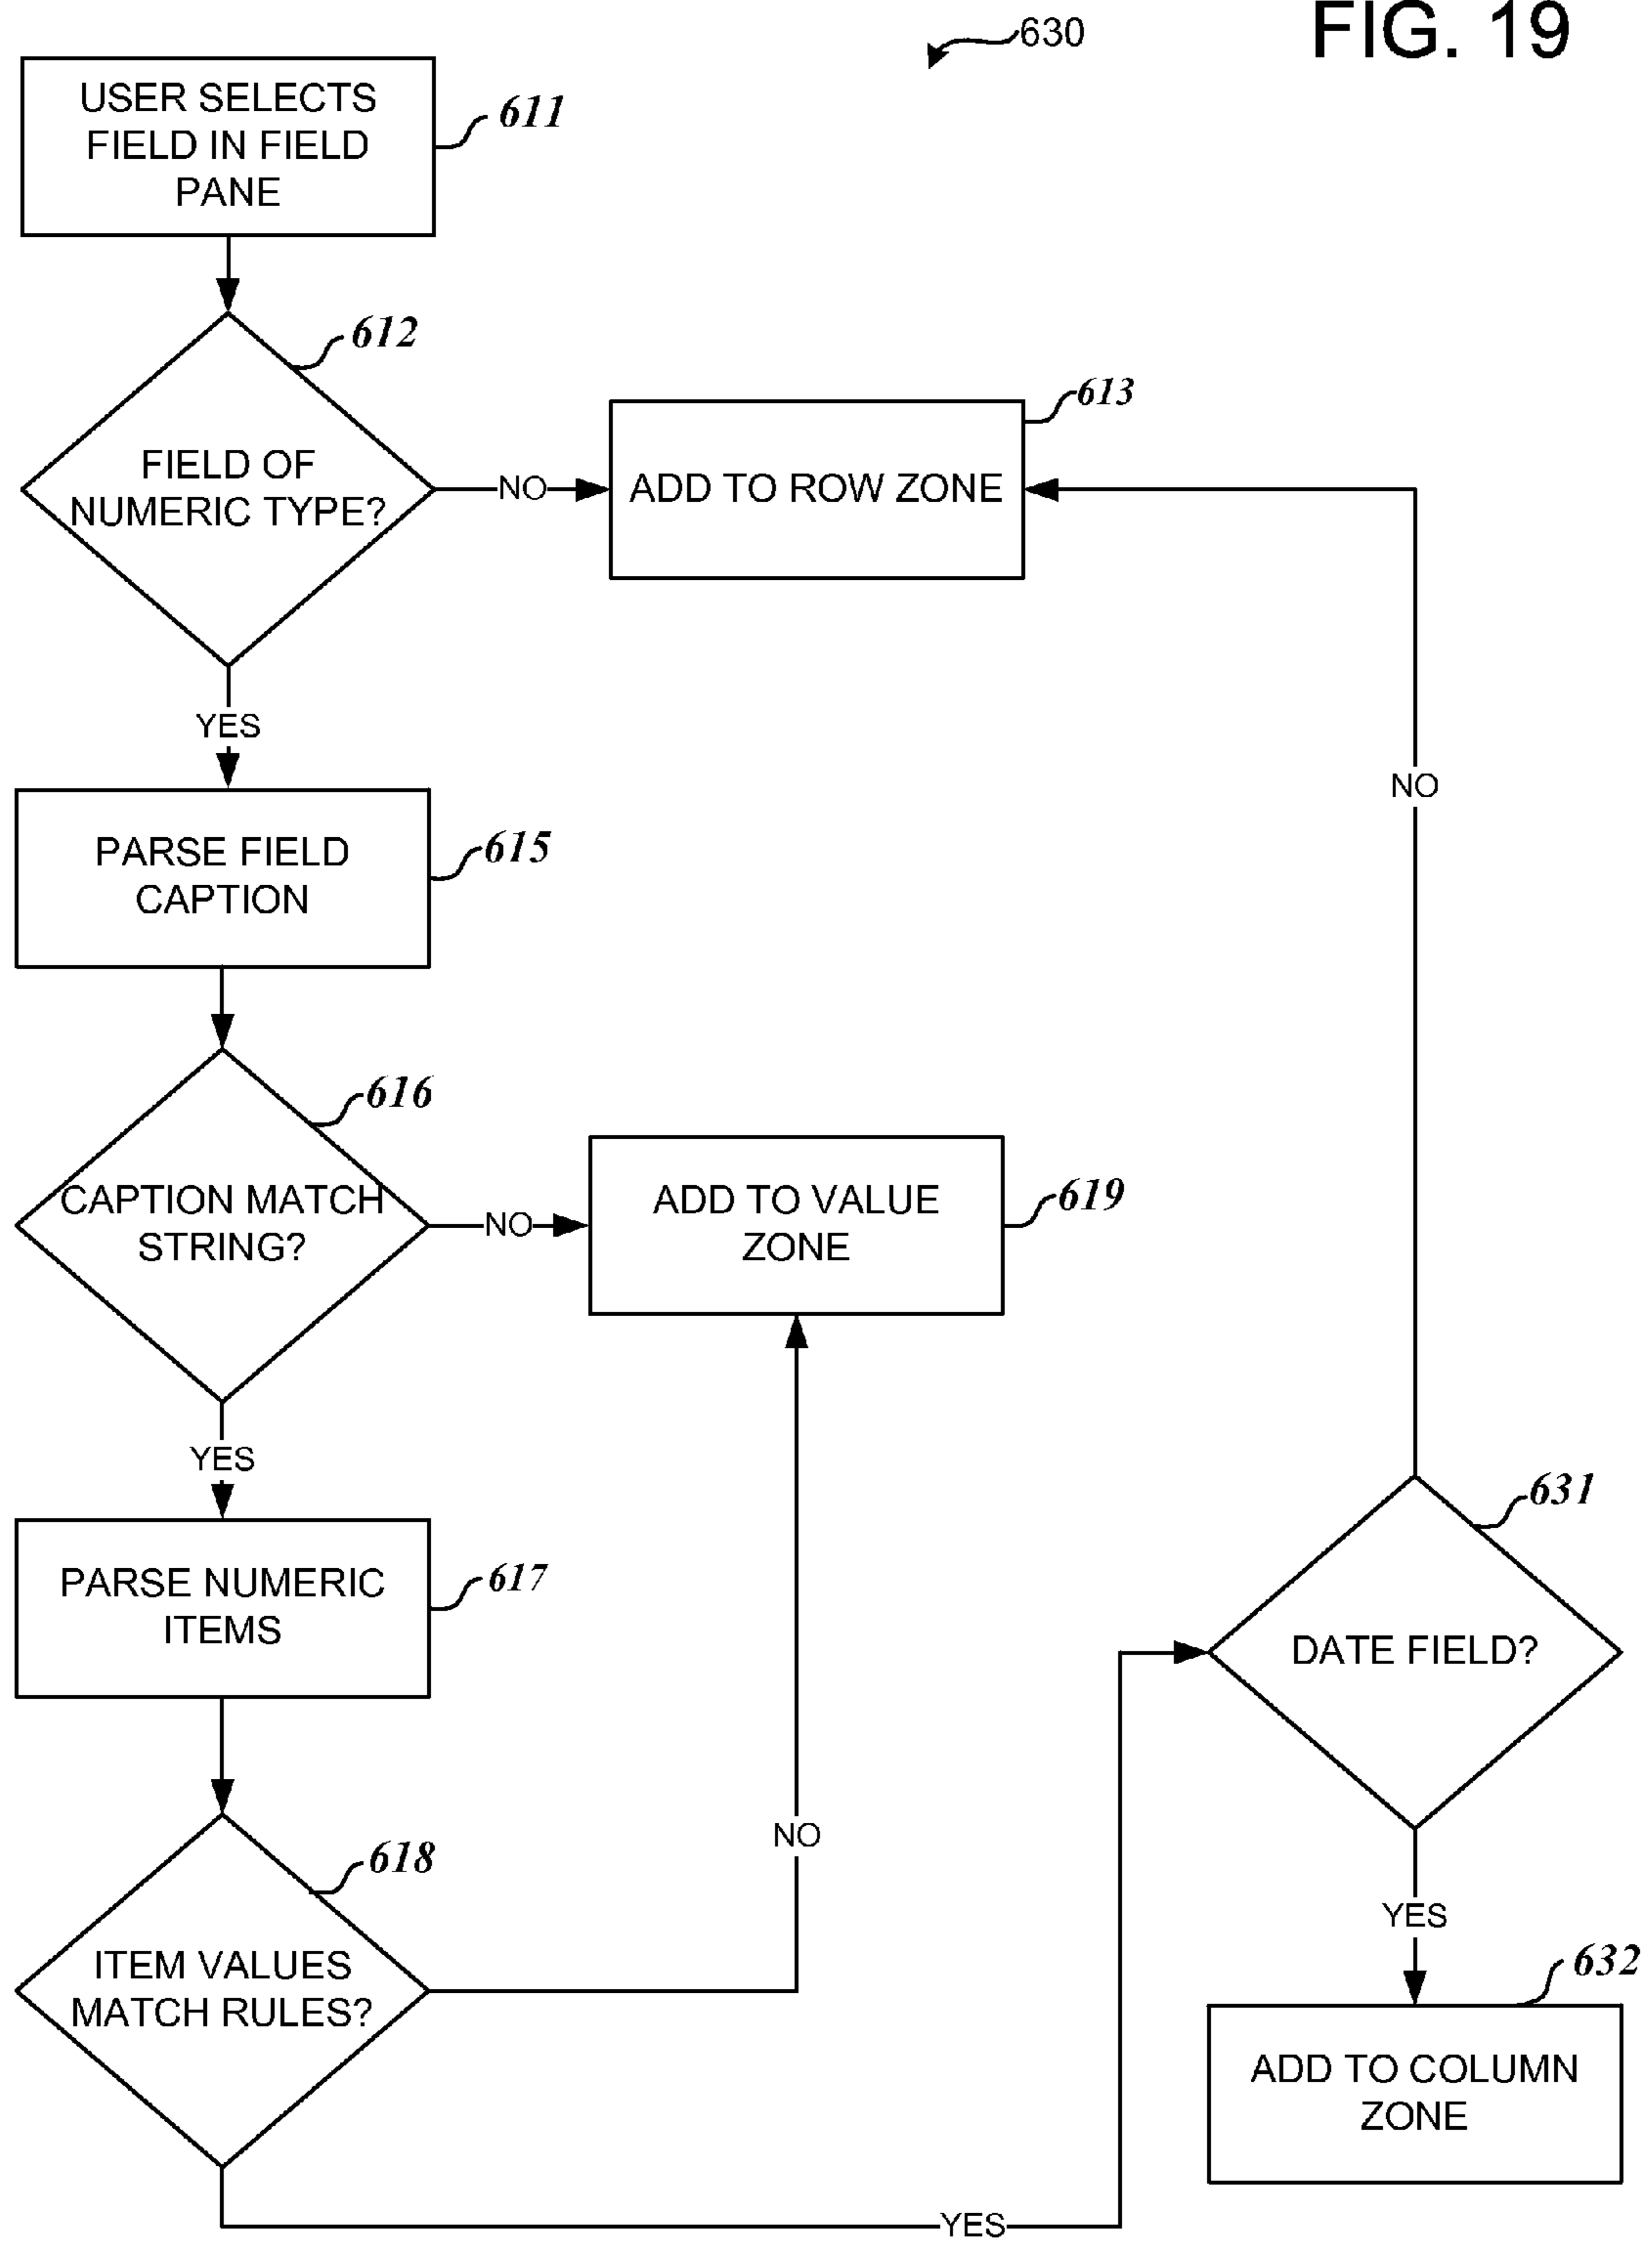 FIG. 19
630
USER SELECTS
FIELD IN FIELD
PANE
611
612
FIELD OF
NUMERIC TYPE?
NO
ADD TO ROW ZONE
613
YES
NO
PARSE FIELD
CAPTION
615
616
CAPTION MATCH
STRING?
NO
ADD TO VALUE
ZONE
619
YES
PARSE NUMERIC
ITEMS
617
631
DATE FIELD?
NO
618
ITEM VALUES
MATCH RULES?
YES
632
ADD TO COLUMN
ZONE
YES